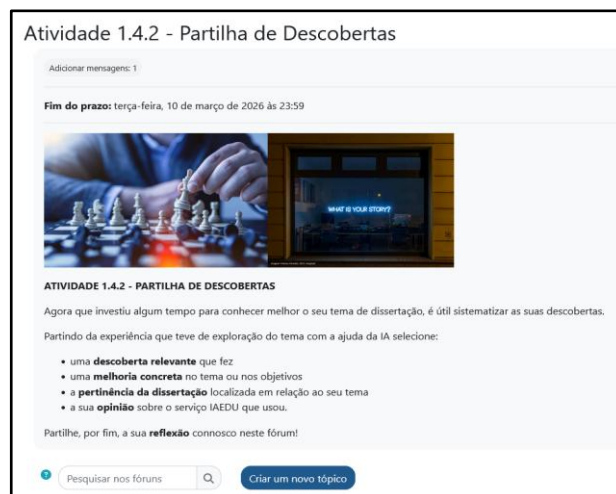 Atividade 1.4.2 - Partilha de Descobertas
Adicionar mensagens: 1
Fim do prazo: terça-feira, 10 de março de 2026 às 23:59
WHAT IS YOUR STORY?
ATIVIDADE 1.4.2 - PARTILHA DE DESCOBERTAS
Agora que investiu algum tempo para conhecer melhor o seu tema de dissertação, é útil sistematizar as suas descobertas.
Partindo da experiência que teve de exploração do tema com a ajuda da IA selecione:
• uma descoberta relevante que fez
• uma melhoria concreta no tema ou nos objetivos
• a pertinência da dissertação localizada em relação ao seu tema
• a sua opinião sobre o serviço IAEDU que usou.
Partilhe, por fim, a sua reflexão connosco neste fórum!
? Pesquisar nos fóruns Criar um novo tópico